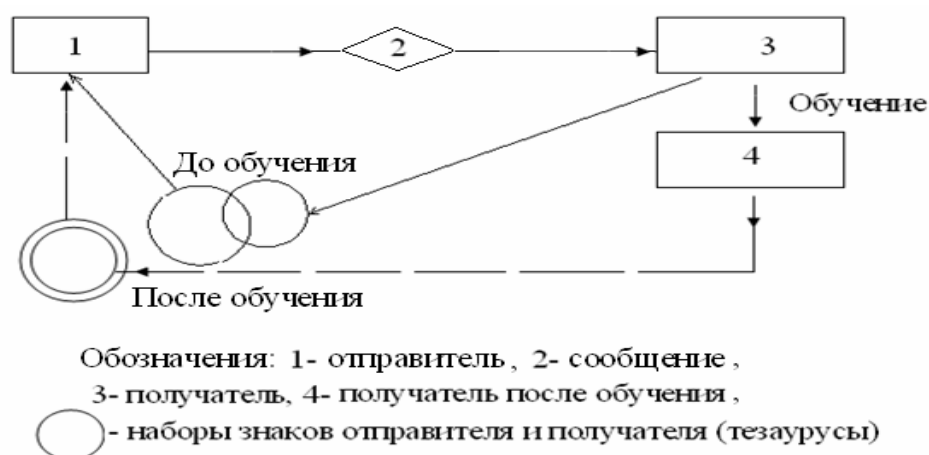 1
2
3
Обучение
4
До обучения
После обучения
Обозначения: 1- отправитель , 2- сообщение ,
3- получатель, 4- получатель после обучения ,
- наборы знаков отправителя и получателя (тезаурусы)